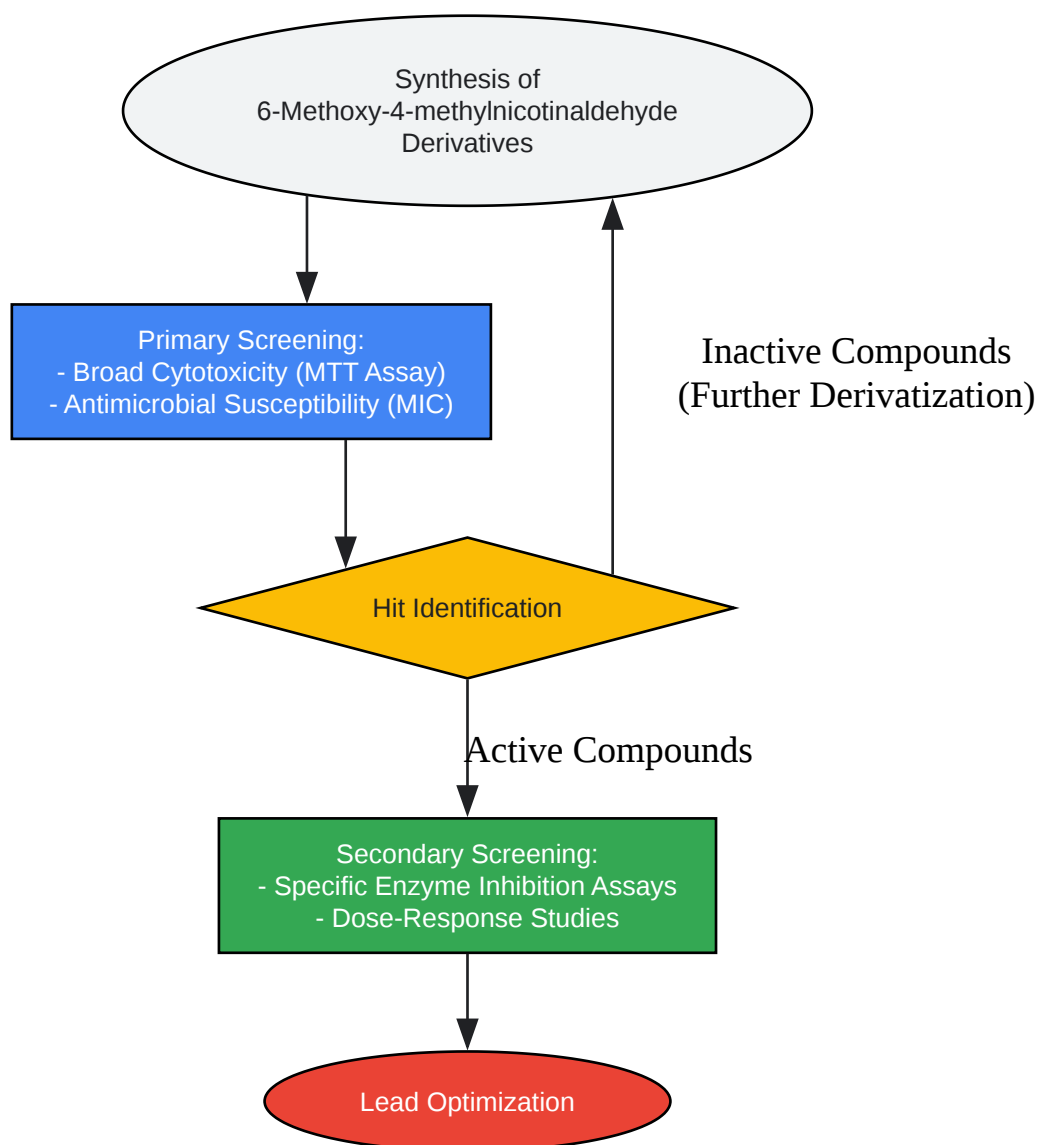 Synthesis of
6-Methoxy-4-methylnicotinaldehyde
Derivatives
Primary Screening:
- Broad Cytotoxicity (MTT Assay)
- Antimicrobial Susceptibility (MIC)
Inactive Compounds
(Further Derivatization)
Hit Identification
Active Compounds
Secondary Screening:
- Specific Enzyme Inhibition Assays
- Dose-Response Studies
Lead Optimization